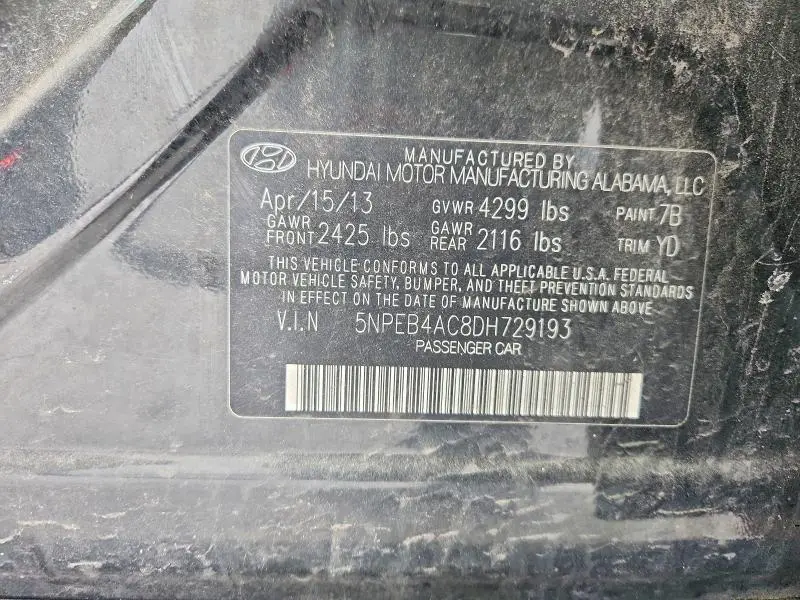 MANUFACTURED BY
HYUNDAI MOTOR MANUFACTURING ALABAMA, LLC
Apr/15/13 GVWR 4299 lbs PAINT 7B
GAWR FRONT 2425 lbs GAWR REAR 2116 lbs TRIM YD
THIS VEHICLE CONFORMS TO ALL APPLICABLE U.S.A. FEDERAL
MOTOR VEHICLE SAFETY, BUMPER, AND THEFT PREVENTION STANDARDS
IN EFFECT ON THE DATE OF MANUFACTURE SHOWN ABOVE
V.I.N 5NPEB4AC8DH729193
PASSENGER CAR